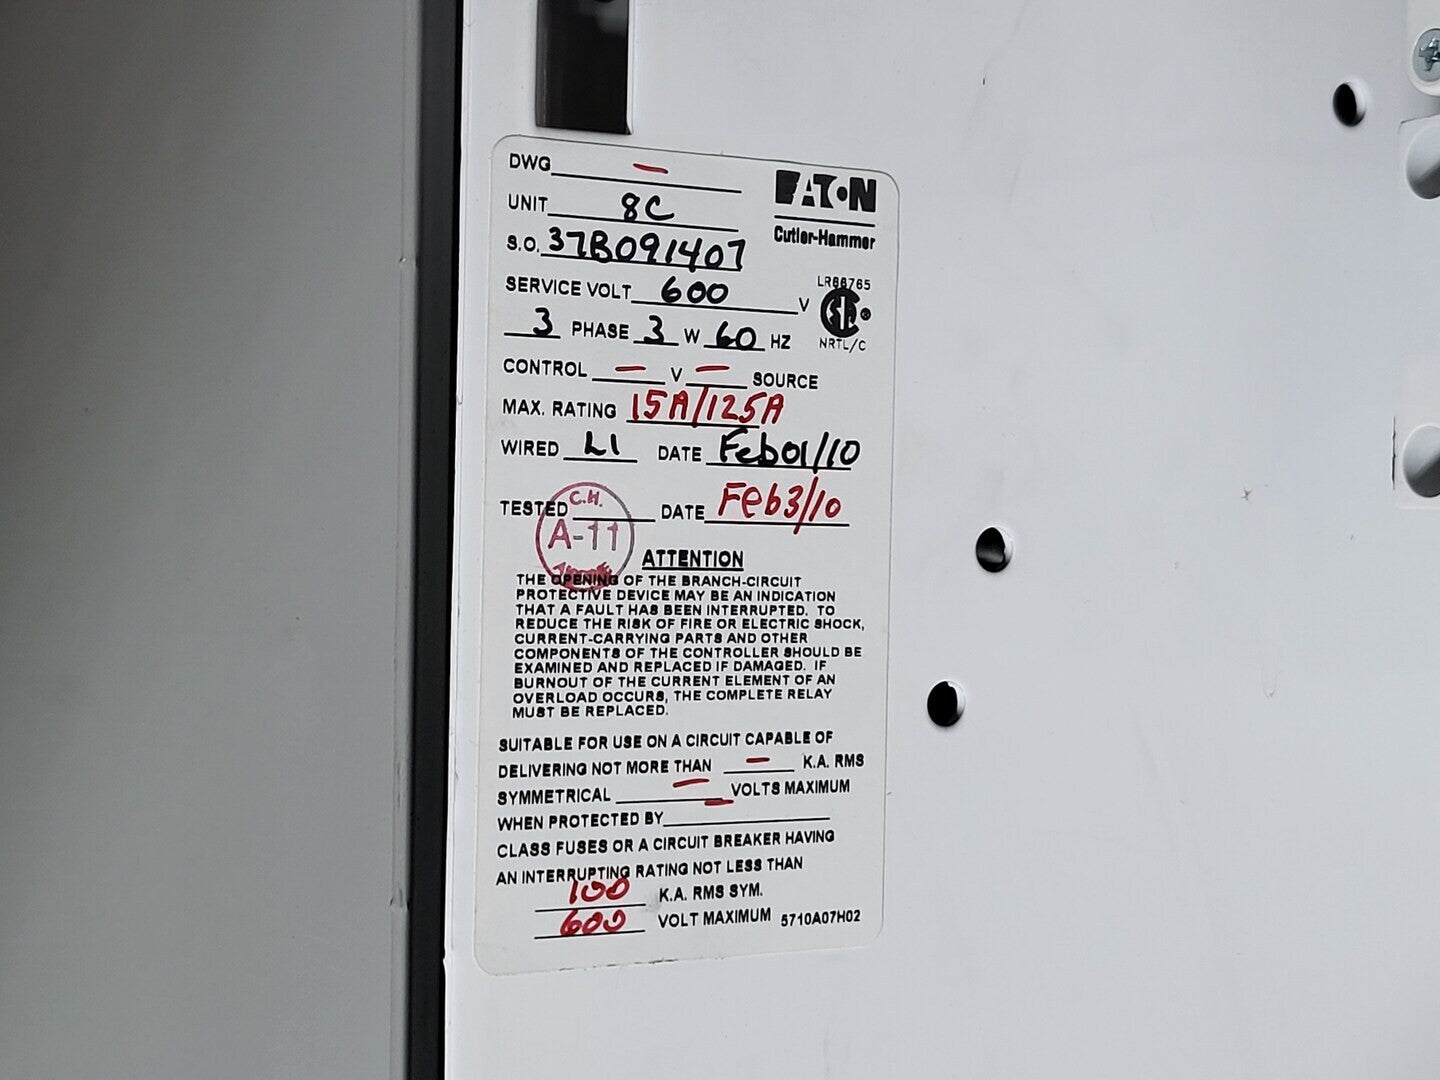 DWG —
EATON
Cutler-Hammer
UNIT 8C
S.O. 37B091407
SERVICE VOLT 600 V
LR86765
NRTL/C
3 PHASE 3 W 60 HZ
CONTROL — V — SOURCE
MAX. RATING 15A/125A
WIRED L1 DATE Feb01/10
TESTED DATE Feb3/10
C.H.
A-11
ATTENTION
THE OPENING OF THE BRANCH-CIRCUIT
PROTECTIVE DEVICE MAY BE AN INDICATION
THAT A FAULT HAS BEEN INTERRUPTED. TO
REDUCE THE RISK OF FIRE OR ELECTRIC SHOCK,
CURRENT-CARRYING PARTS AND OTHER
COMPONENTS OF THE CONTROLLER SHOULD BE
EXAMINED AND REPLACED IF DAMAGED. IF
BURNOUT OF THE CURRENT ELEMENT OF AN
OVERLOAD OCCURS, THE COMPLETE RELAY
MUST BE REPLACED.
SUITABLE FOR USE ON A CIRCUIT CAPABLE OF
DELIVERING NOT MORE THAN — K.A. RMS
SYMMETRICAL — VOLTS MAXIMUM
WHEN PROTECTED BY —
CLASS FUSES OR A CIRCUIT BREAKER HAVING
AN INTERRUPTING RATING NOT LESS THAN
100 K.A. RMS SYM.
600 VOLT MAXIMUM 5710A07H02